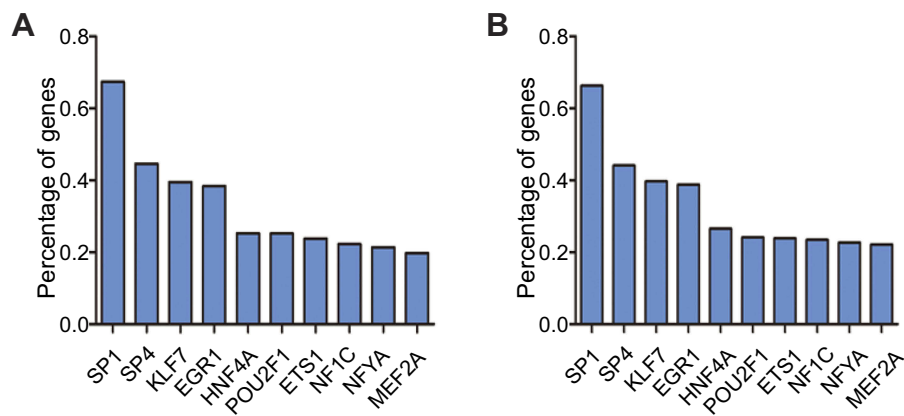 A
Percentage of genes
0.8
0.6
0.4
0.2
0.0
SP1
SP4
KLF7
EGR1
HNF4A
POU2F1
ETS1
NF1C
NFYA
MEF2A
B
Percentage of genes
0.8
0.6
0.4
0.2
0.0
SP1
SP4
KLF7
EGR1
HNF4A
POU2F1
ETS1
NF1C
NFYA
MEF2A